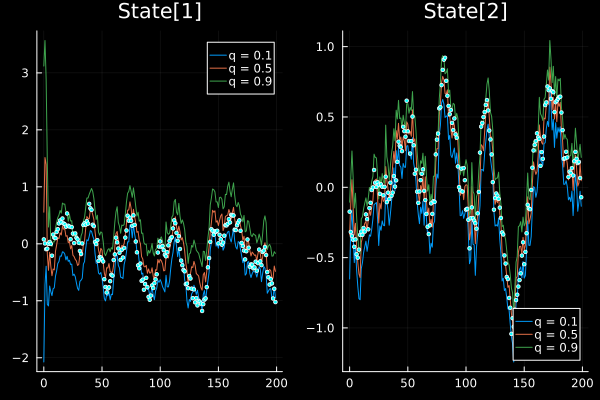 State[1]
q = 0.1
q = 0.5
q = 0.9
3
2
1
0
−1
−2
0
50
100
150
200
State[2]
1.0
0.5
0.0
−0.5
−1.0
q = 0.1
q = 0.5
q = 0.9
0
50
100
150
200